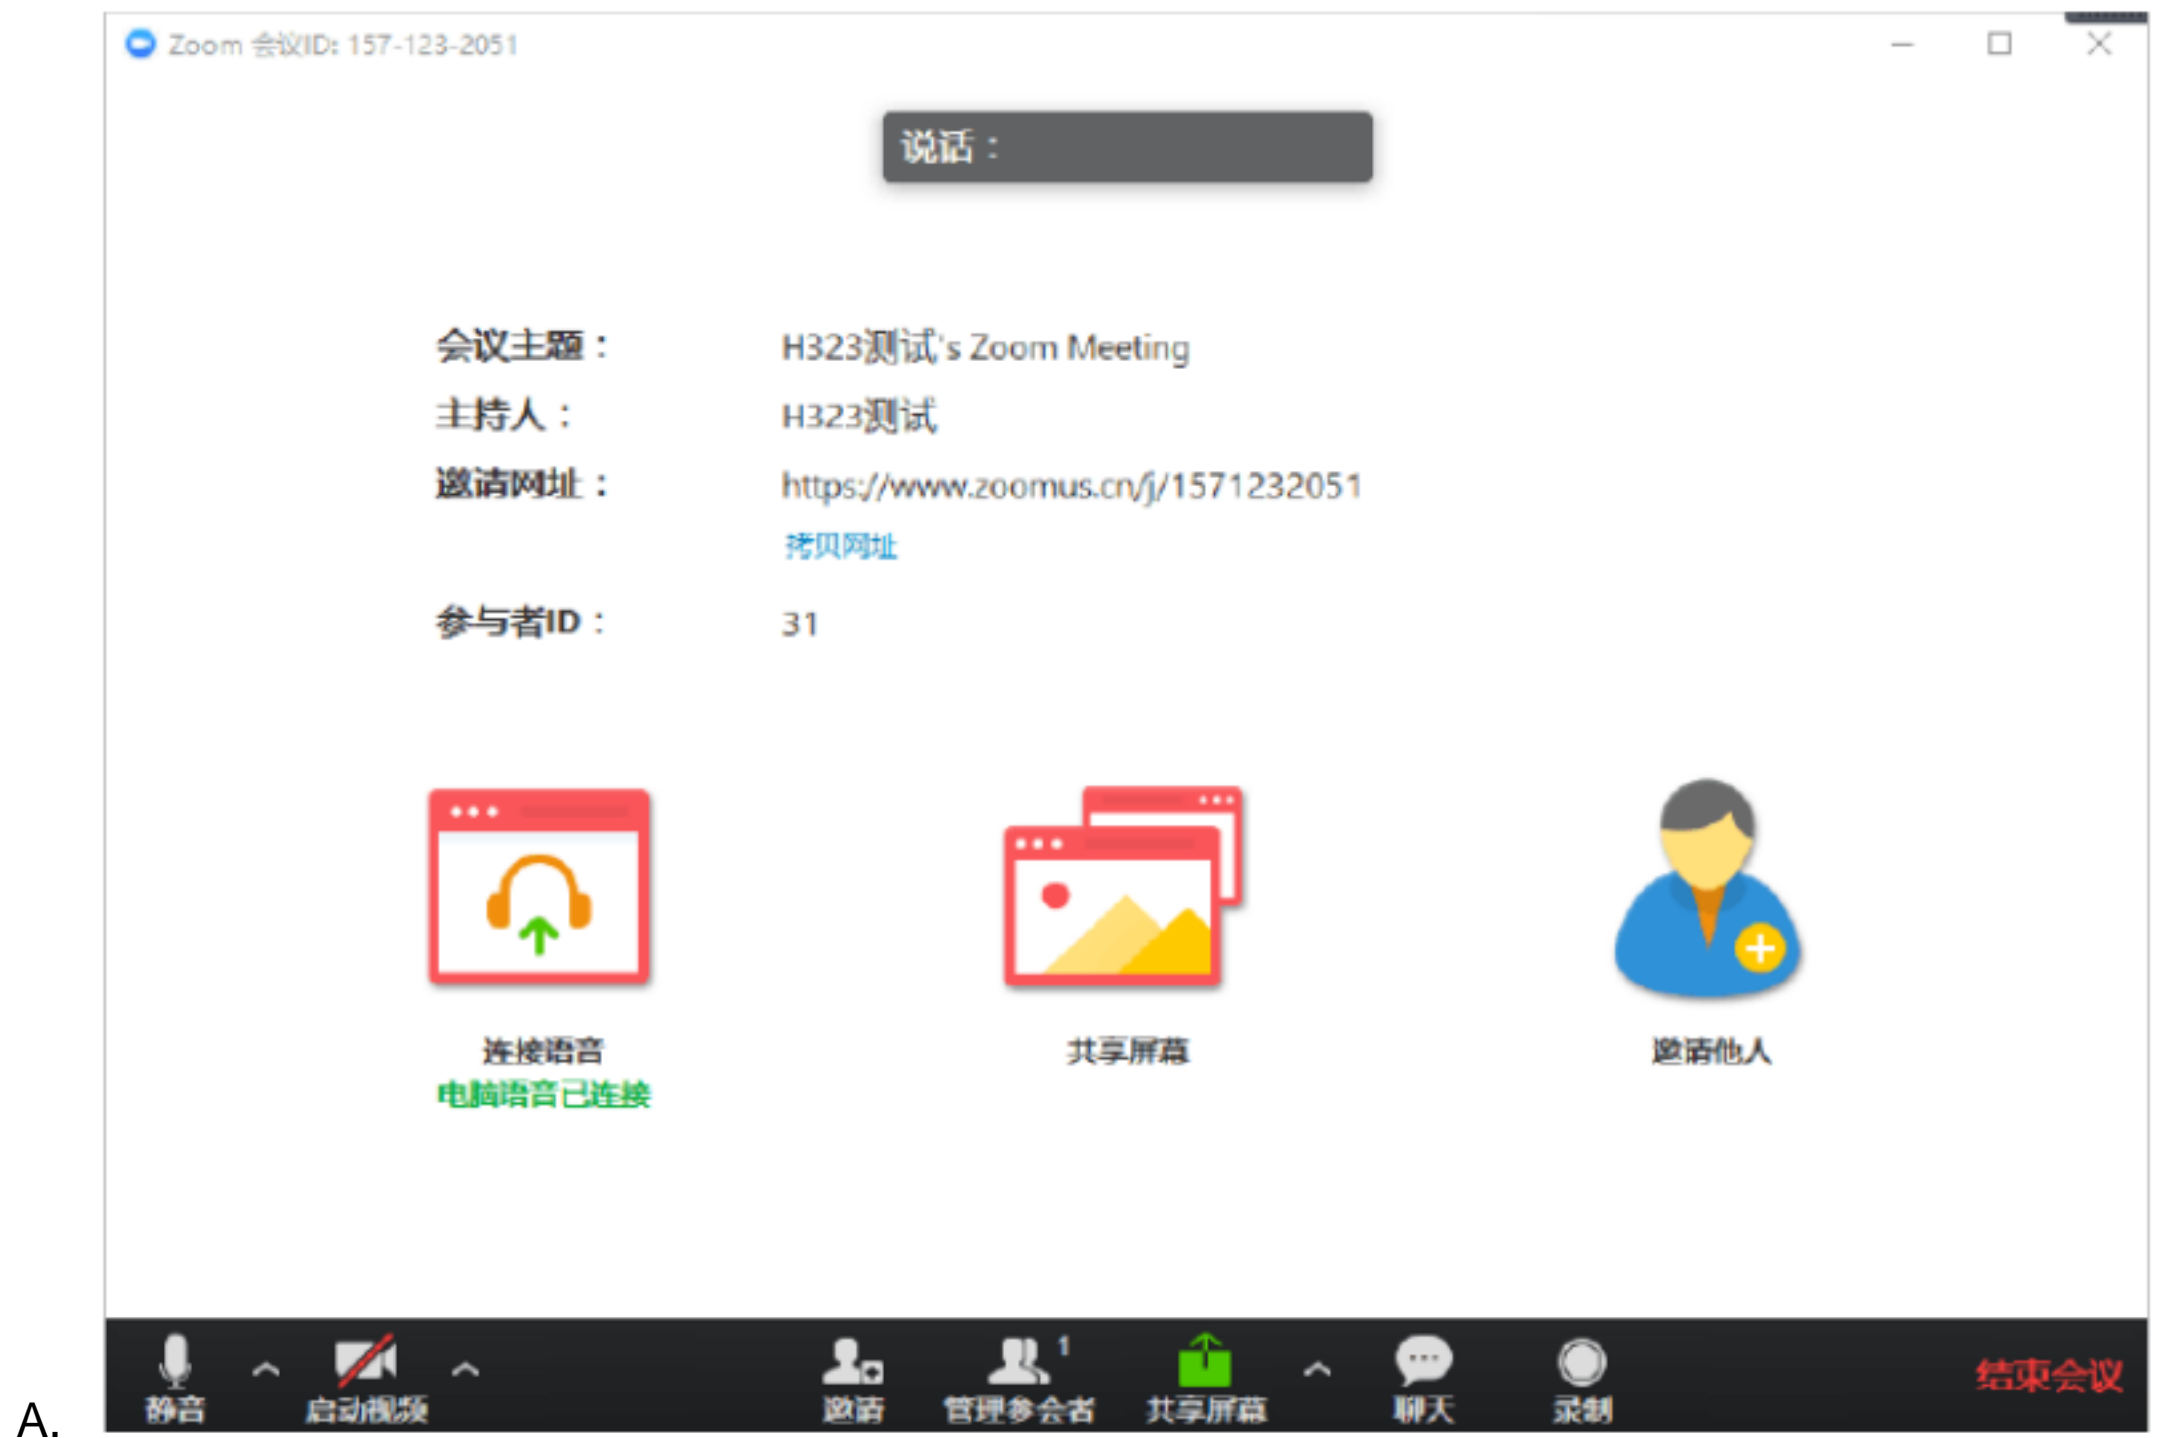 Zoom 会议ID: 157-123-2051
说话：
会议主题： H323测试's Zoom Meeting
主持人： H323测试
邀请网址： https://www.zoomus.cn/j/1571232051
拷贝网址
参与者ID： 31
连接语音 共享屏幕 邀请他人
电脑语音已连接
1
静音 启动视频 邀请 管理参会者 共享屏幕 聊天 录制 结束会议
A.